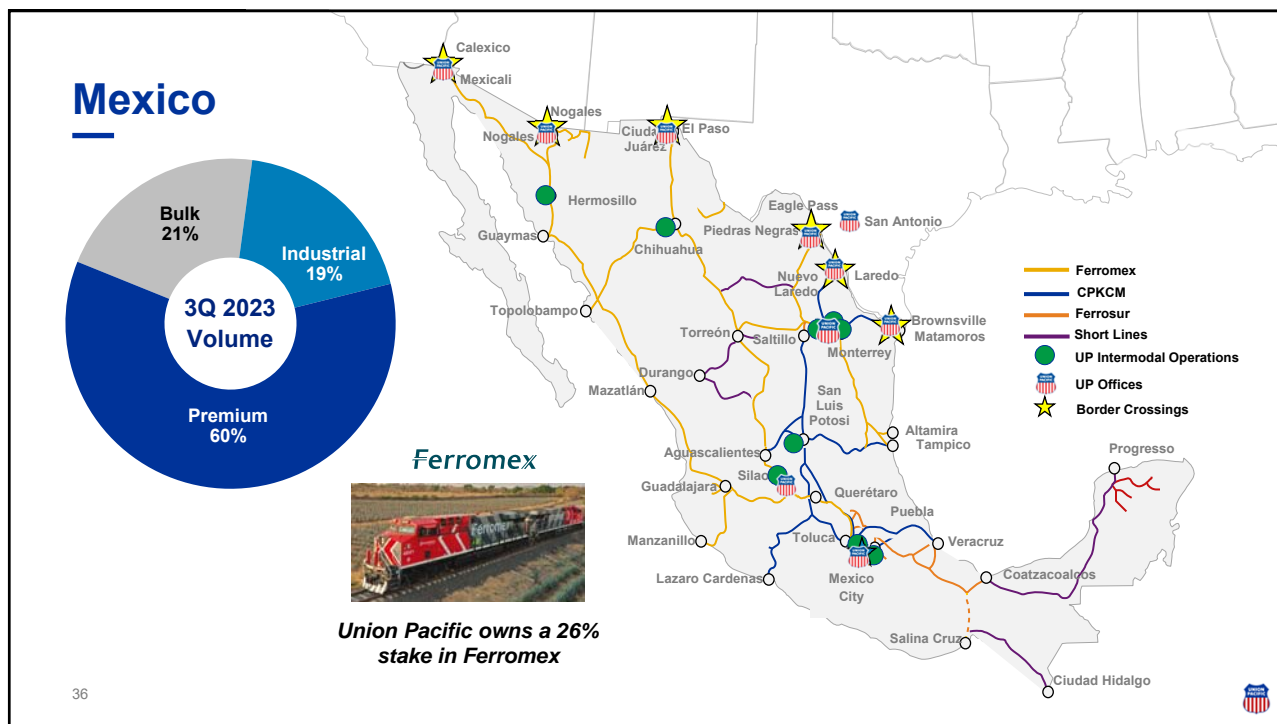 Mexico
Bulk
21%
Industrial
19%
3Q 2023
Volume
Premium
60%
Ferromex
Ferromex
Union Pacific owns a 26%
stake in Ferromex
Calexico
Mexicali
Nogales
Nogales
Ciudad
Juárez
El Paso
Hermosillo
Guaymas
Chihuahua
Eagle Pass
Piedras Negras
San Antonio
Nuevo
Laredo
Laredo
Topolobampo
Torreón
Saltillo
Monterrey
Brownsville
Matamoros
Durango
Mazatlán
San
Luis
Potosi
Altamira
Tampico
Aguascalientes
Silao
Guadalajara
Querétaro
Puebla
Progresso
Manzanillo
Toluca
Veracruz
Lazaro Cardenas
Mexico
City
Coatzacoalcos
Salina Cruz
Ciudad Hidalgo
Ferromex
CPKCM
Ferrosur
Short Lines
UP Intermodal Operations
UP Offices
Border Crossings
36
UNION
PACIFIC